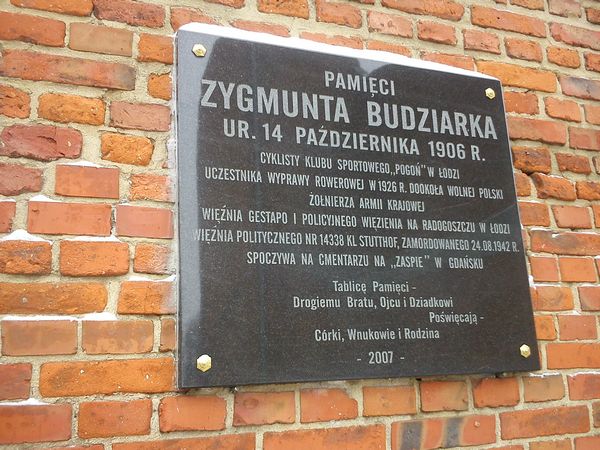 PAMIĘCI
ZYGMUNTA BUDZIARKA
UR. 14 PAŹDZIERNIKA 1906 R.
CYKLISTY KLUBU SPORTOWEGO „POGOŃ” W ŁODZI
UCZESTNIKA WYPRAWY ROWEROWEJ W 1926 R. DOOKOŁA WOLNEJ POLSKI
ŻOŁNIERZA ARMII KRAJOWEJ
WIĘŹNIA GESTAPO I POLICYJNEGO WIĘZIENIA NA RADOGOSZCZU W ŁODZI
WIĘŹNIA POLITYCZNEGO NR 14338 KL STUTTHOF, ZAMORDOWANEGO 24.08.1942 R.
SPOCZYWA NA CMENTARZU NA „ZASPIE” W GDAŃSKU
Tablicę Pamięci -
Drogiemu Bratu, Ojcu i Dziadkowi
Poświęcają -
Córki, Wnukowie i Rodzina
- 2007 -